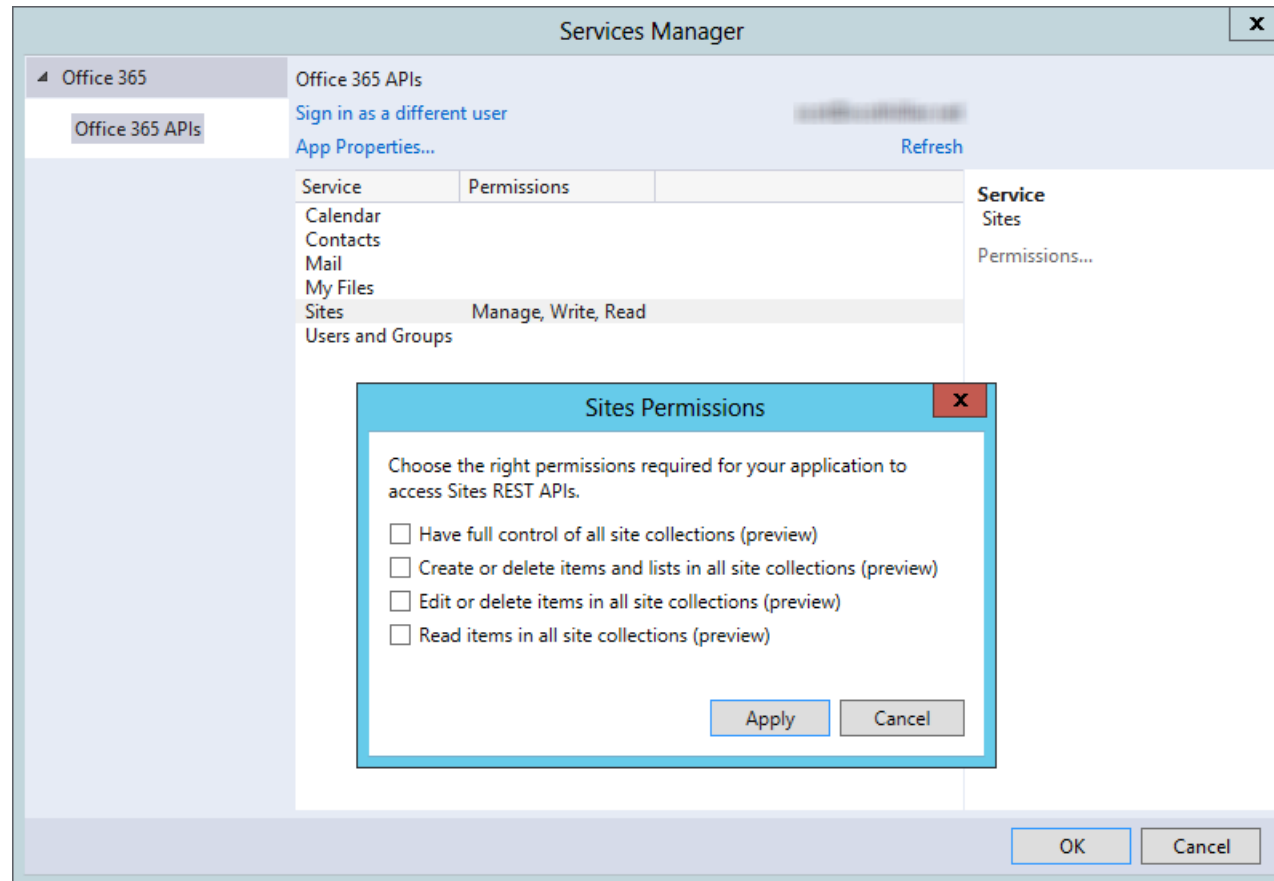 Services Manager
x
Office 365
Office 365 APIs
Office 365 APIs
Sign in as a different user
App Properties...
Refresh
Service Permissions
Calendar
Contacts
Mail
My Files
Sites Manage, Write, Read
Users and Groups
Service
Sites
Permissions...
Sites Permissions
x
Choose the right permissions required for your application to
access Sites REST APIs.
Have full control of all site collections (preview)
Create or delete items and lists in all site collections (preview)
Edit or delete items in all site collections (preview)
Read items in all site collections (preview)
Apply Cancel
OK Cancel